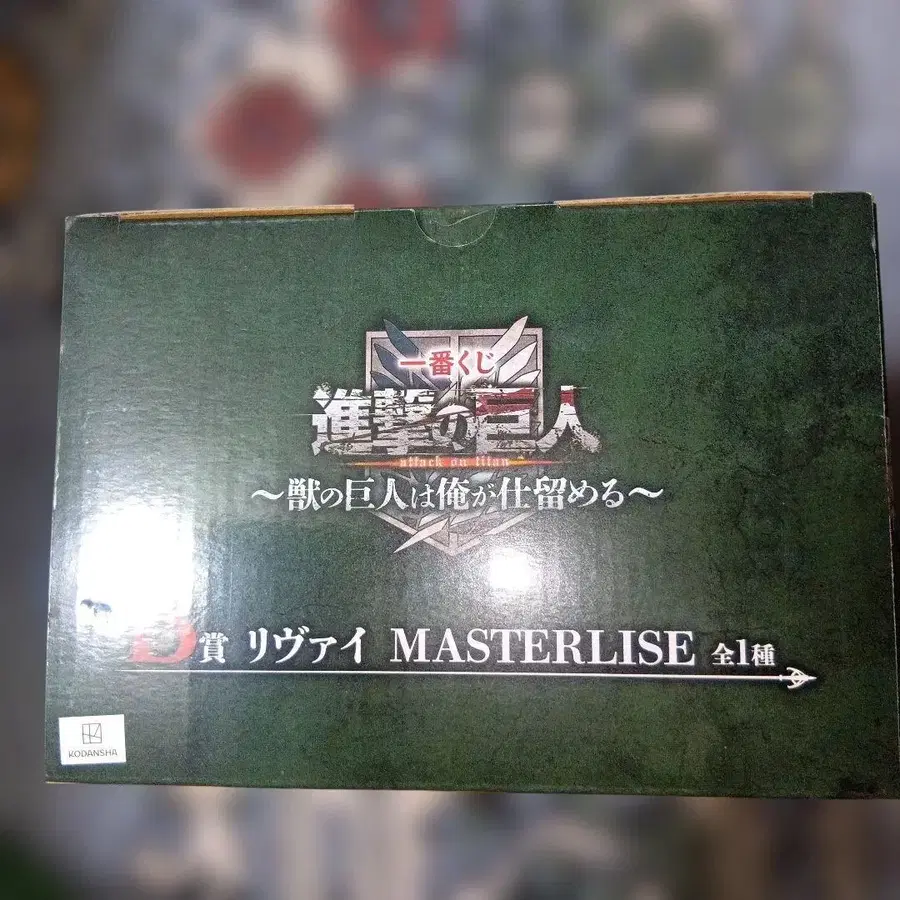 一番くじ
進撃の巨人
attack on titan
～獣の巨人は俺が仕留める～
賞 リヴァイ MASTERLISE 全1種
KODANSHA